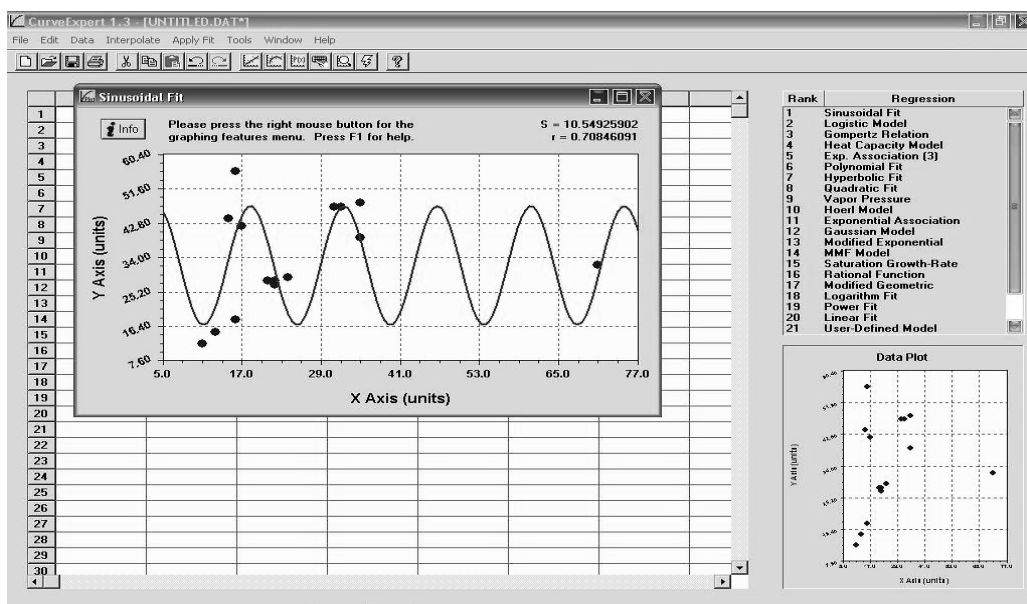 CurveExpert 1.3 - [UNTITLED.DAT*]
File Edit Data Interpolate Apply Fit Tools Window Help
Sinusoidal Fit
Info
Please press the right mouse button for the
graphing features menu. Press F1 for help.
S = 10.54925902
r = 0.70846091
Y Axis (units)
60.40
51.60
42.80
34.00
25.20
16.40
7.60
5.0 17.0 29.0 41.0 53.0 65.0 77.0
X Axis (units)
1
2
3
4
5
6
7
8
9
10
11
12
13
14
15
16
17
18
19
20
21
22
23
24
25
26
27
28
29
30
Rank Regression
1 Sinusoidal Fit
2 Logistic Model
3 Gompertz Relation
4 Heat Capacity Model
5 Exp. Association (3)
6 Polynomial Fit
7 Hyperbolic Fit
8 Quadratic Fit
9 Vapor Pressure
10 Hoerl Model
11 Exponential Association
12 Gaussian Model
13 Modified Exponential
14 MMF Model
15 Saturation Growth-Rate
16 Rational Function
17 Modified Geometric
18 Logarithm Fit
19 Power Fit
20 Linear Fit
21 User-Defined Model
Data Plot
Y Axis (units)
X Axis (units)